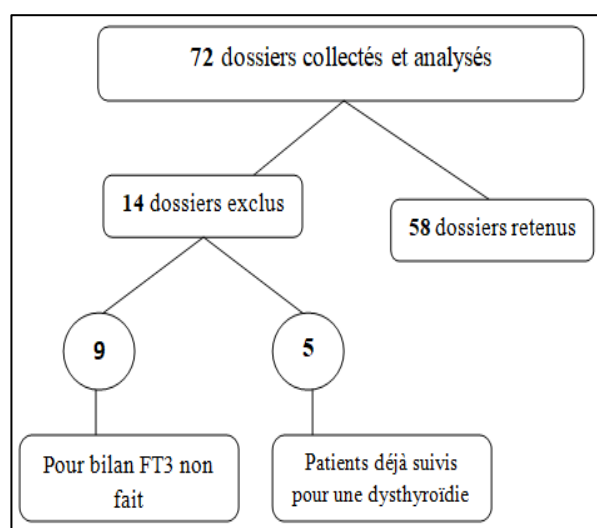 72 dossiers collectés et analysés
14 dossiers exclus
58 dossiers retenus
9
5
Pour bilan FT3 non
fait
Patients déjà suivis
pour une dysthyroïdie